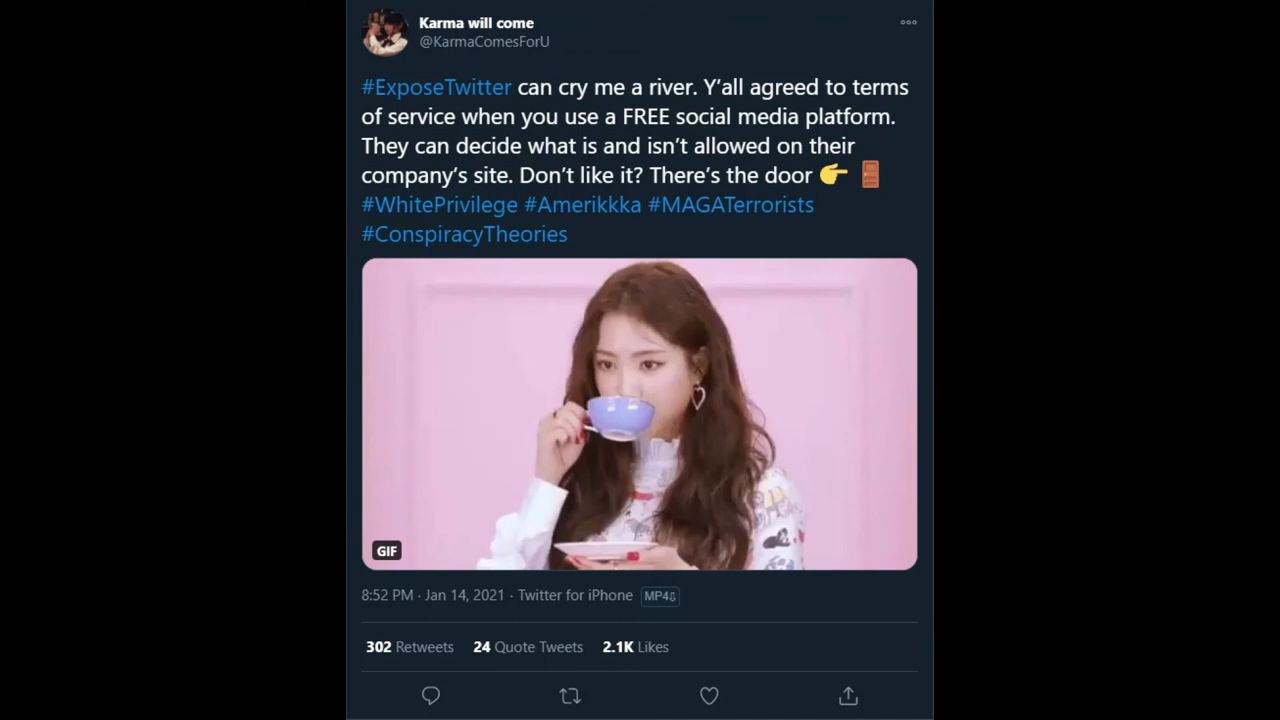 Karma will come
@KarmaComesForU
#ExposeTwitter can cry me a river. Y’all agreed to terms
of service when you use a FREE social media platform.
They can decide what is and isn’t allowed on their
company’s site. Don’t like it? There’s the door 👉 🚪
#WhitePrivilege #Amerikkka #MAGATerrorists
#ConspiracyTheories
GIF
8:52 PM · Jan 14, 2021 · Twitter for iPhone MP4⇩
302 Retweets 24 Quote Tweets 2.1K Likes